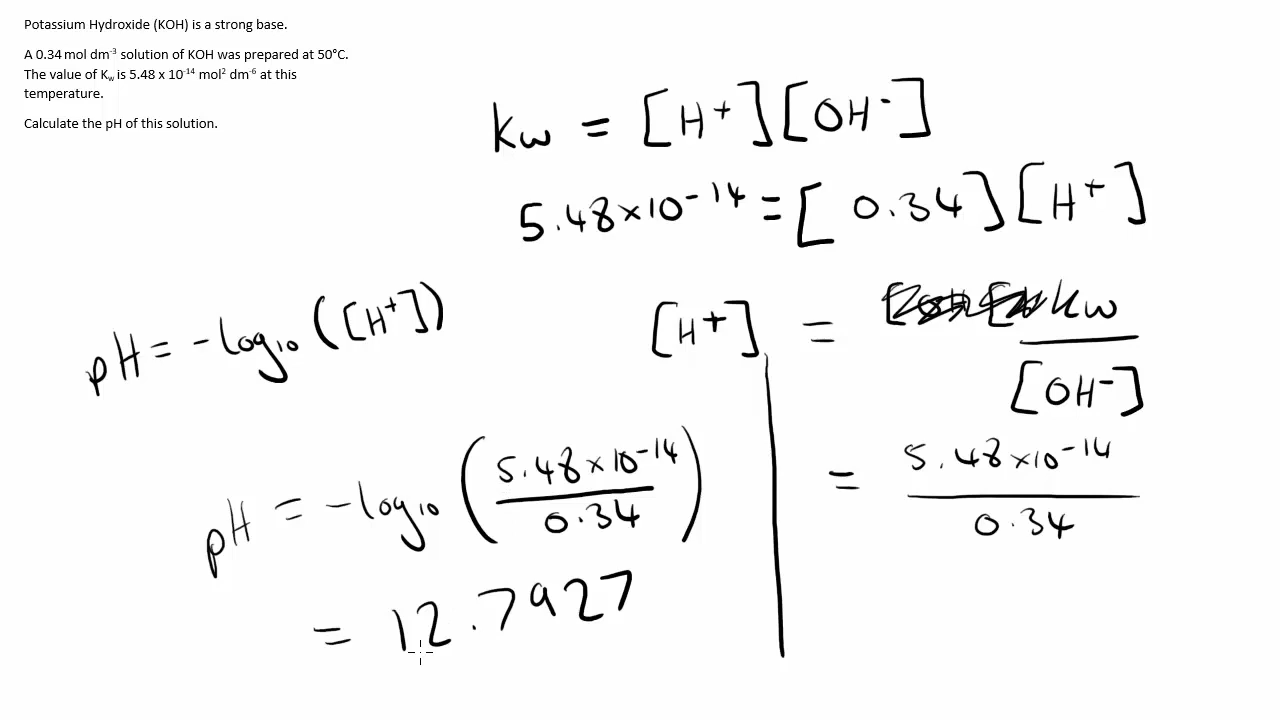 Potassium Hydroxide (KOH) is a strong base.
A 0.34 mol dm⁻³ solution of KOH was prepared at 50°C.
The value of Kw is 5.48 x 10⁻¹⁴ mol² dm⁻⁶ at this
temperature.
Calculate the pH of this solution.
kw = [H⁺][OH⁻]
5.48×10⁻¹⁴ = [0.34][H⁺]
pH = -log₁₀([H⁺])
[H⁺] = kw / [OH⁻]
= 5.48×10⁻¹⁴ / 0.34
pH = -log₁₀(5.48×10⁻¹⁴ / 0.34)
= 12.7927